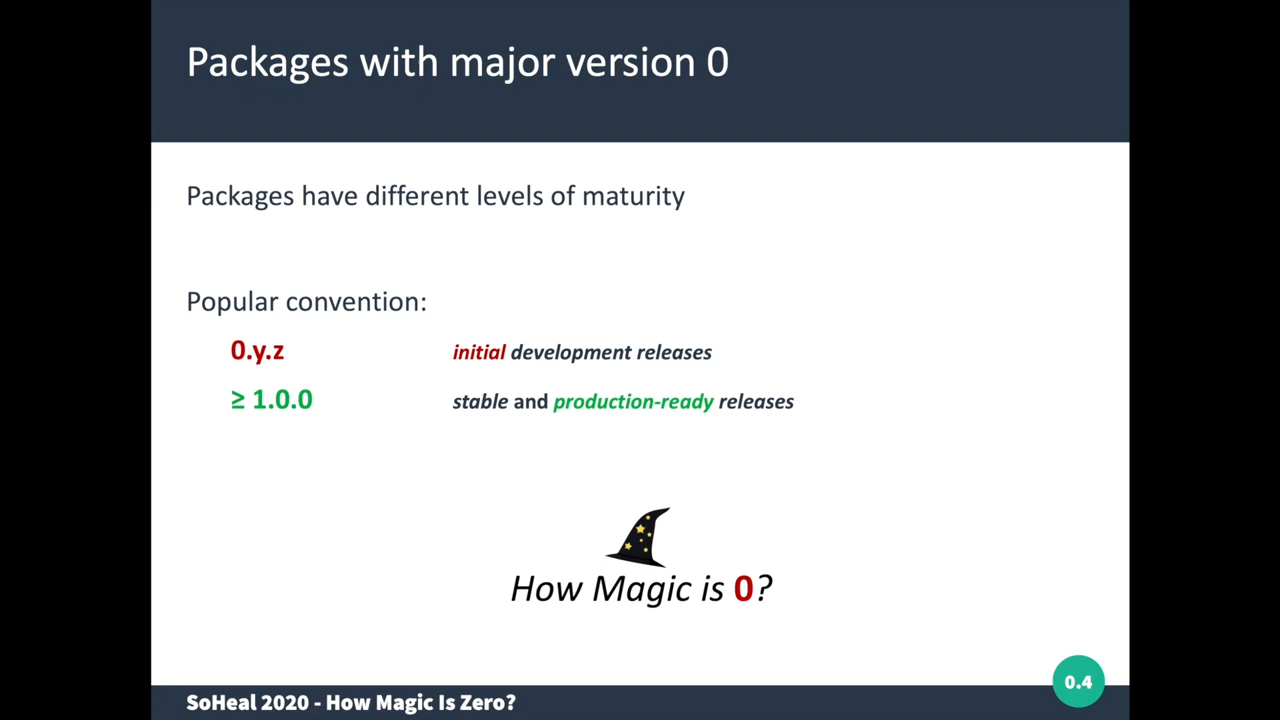 Packages with major version 0
Packages have different levels of maturity
Popular convention:
0.y.z initial development releases
≥ 1.0.0 stable and production-ready releases
How Magic is 0?
SoHeal 2020 - How Magic Is Zero?
0.4